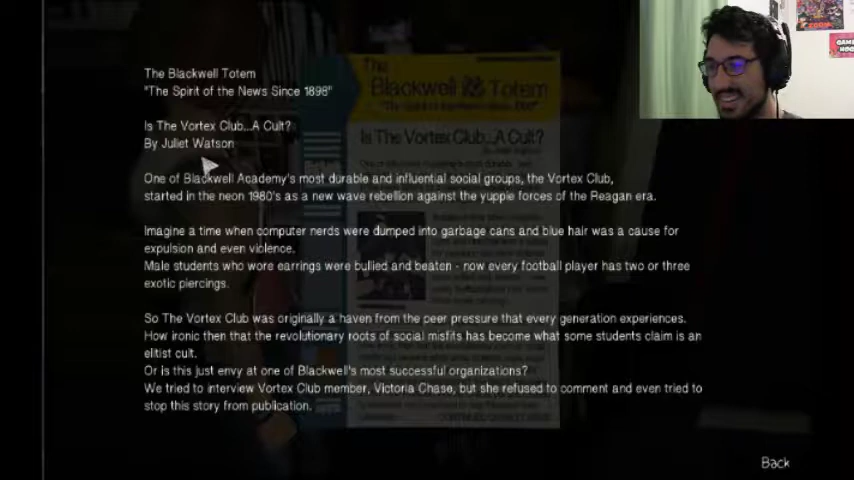 The Blackwell Totem
"The Spirit of the News Since 1898"
Is The Vortex Club...A Cult?
By Juliet Watson
One of Blackwell Academy's most durable and influential social groups, the Vortex Club,
started in the neon 1980's as a new wave rebellion against the yuppie forces of the Reagan era.
Imagine a time when computer nerds were dumped into garbage cans and blue hair was a cause for
expulsion and even violence.
Male students who wore earrings were bullied and beaten - now every football player has two or three
exotic piercings.
So The Vortex Club was originally a haven from the peer pressure that every generation experiences.
How ironic then that the revolutionary roots of social misfits has become what some students claim is an
elitist cult.
Or is this just envy at one of Blackwell's most successful organizations?
We tried to interview Vortex Club member, Victoria Chase, but she refused to comment and even tried to
stop this story from publication.
The
Blackwell Totem
Is The Vortex Club...A Cult?
Back